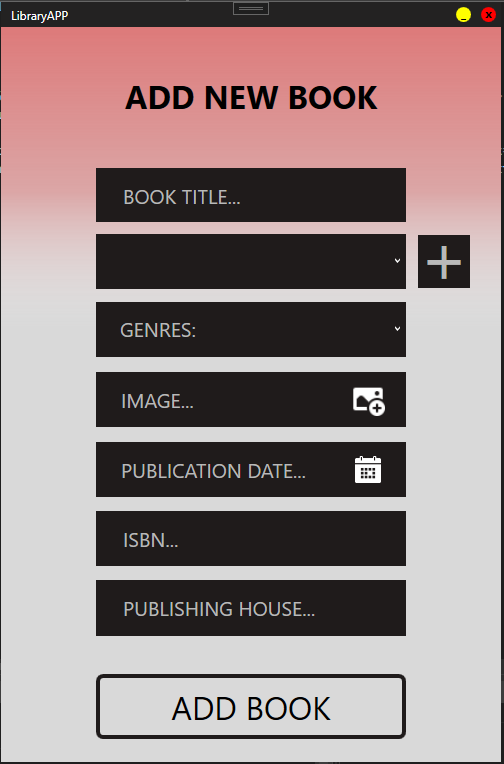 LibraryAPP
ADD NEW BOOK
BOOK TITLE...
GENRES:
IMAGE...
PUBLICATION DATE...
ISBN...
PUBLISHING HOUSE...
ADD BOOK